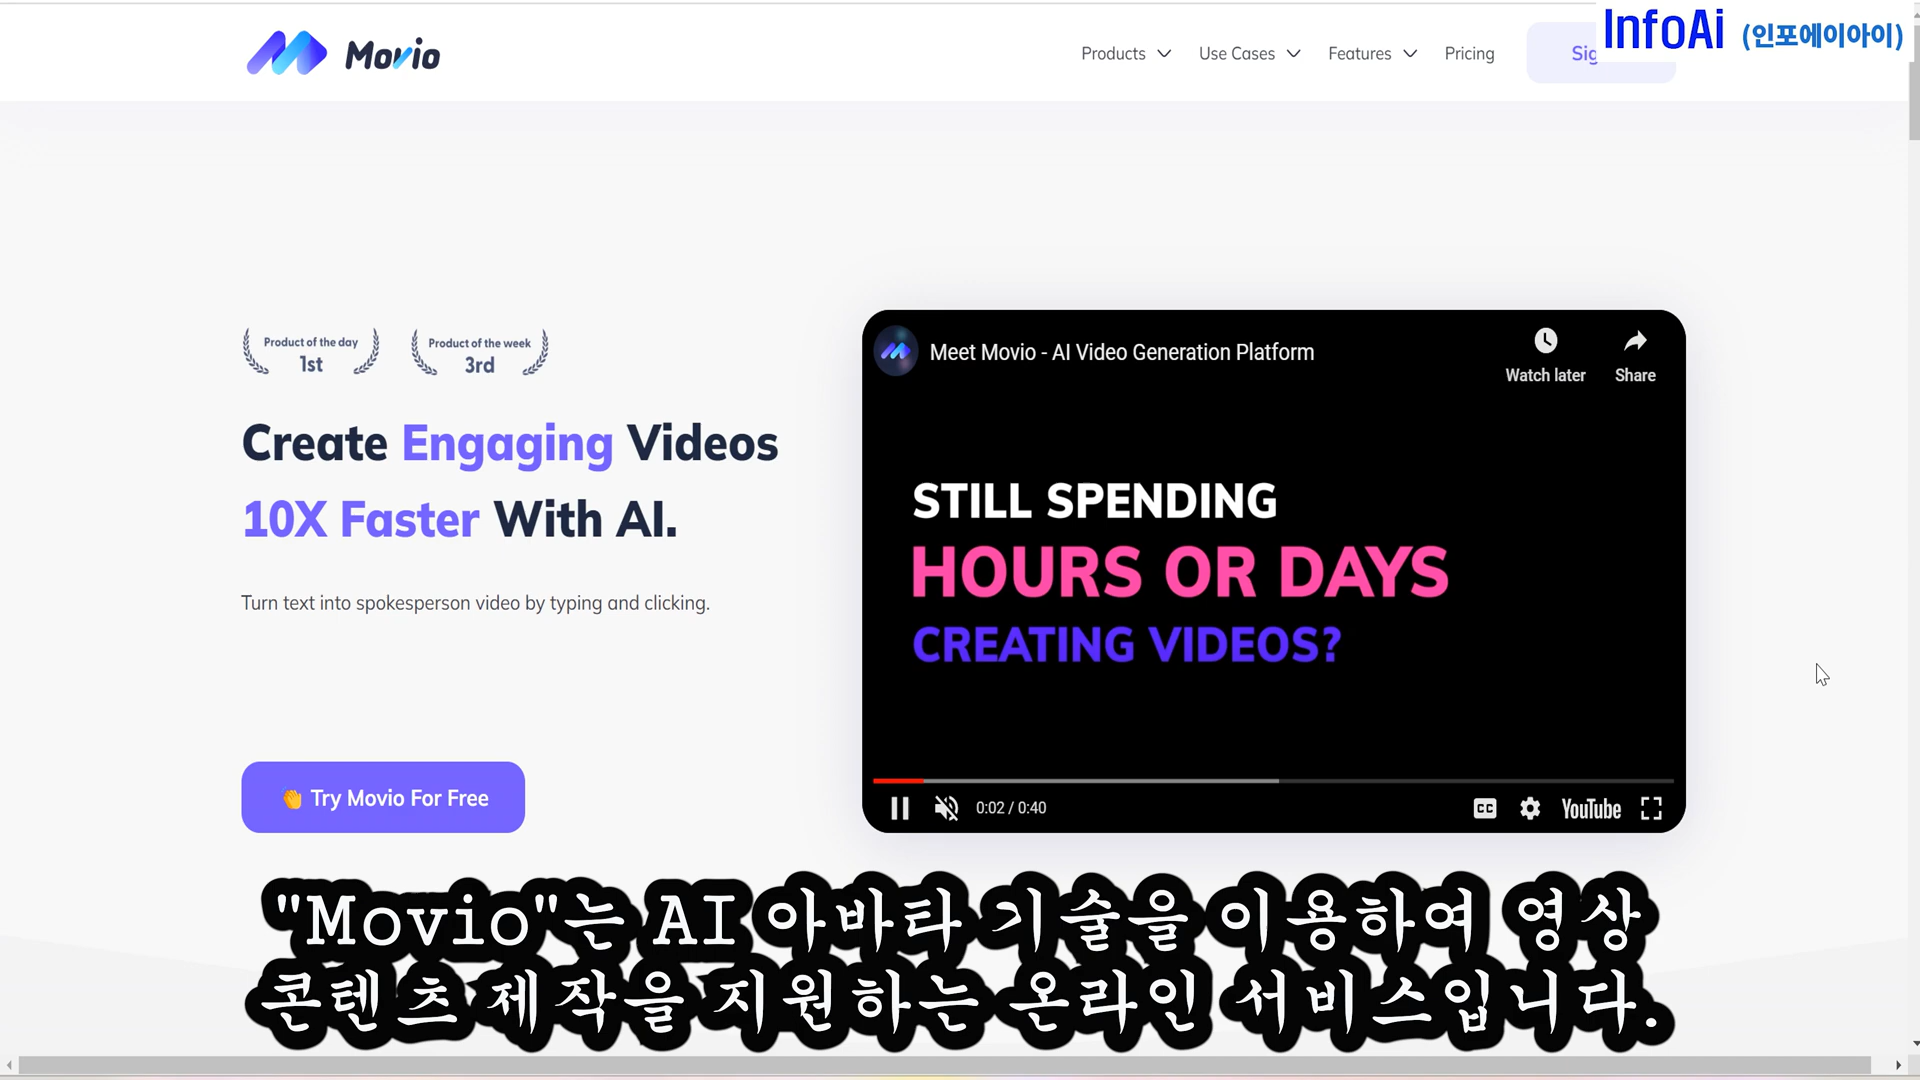 Movio
Products
Use Cases
Features
Pricing
InfoAi (인포에이아이)
Product of the day
1st
Product of the week
3rd
Create Engaging Videos
10X Faster With AI.
Turn text into spokesperson video by typing and clicking.
👏 Try Movio For Free
Meet Movio - AI Video Generation Platform
Watch later
Share
STILL SPENDING
HOURS OR DAYS
CREATING VIDEOS?
0:02 / 0:40
CC
YouTube
"Movio"는 AI 아바타 기술을 이용하여 영상
콘텐츠 제작을 지원하는 온라인 서비스입니다.